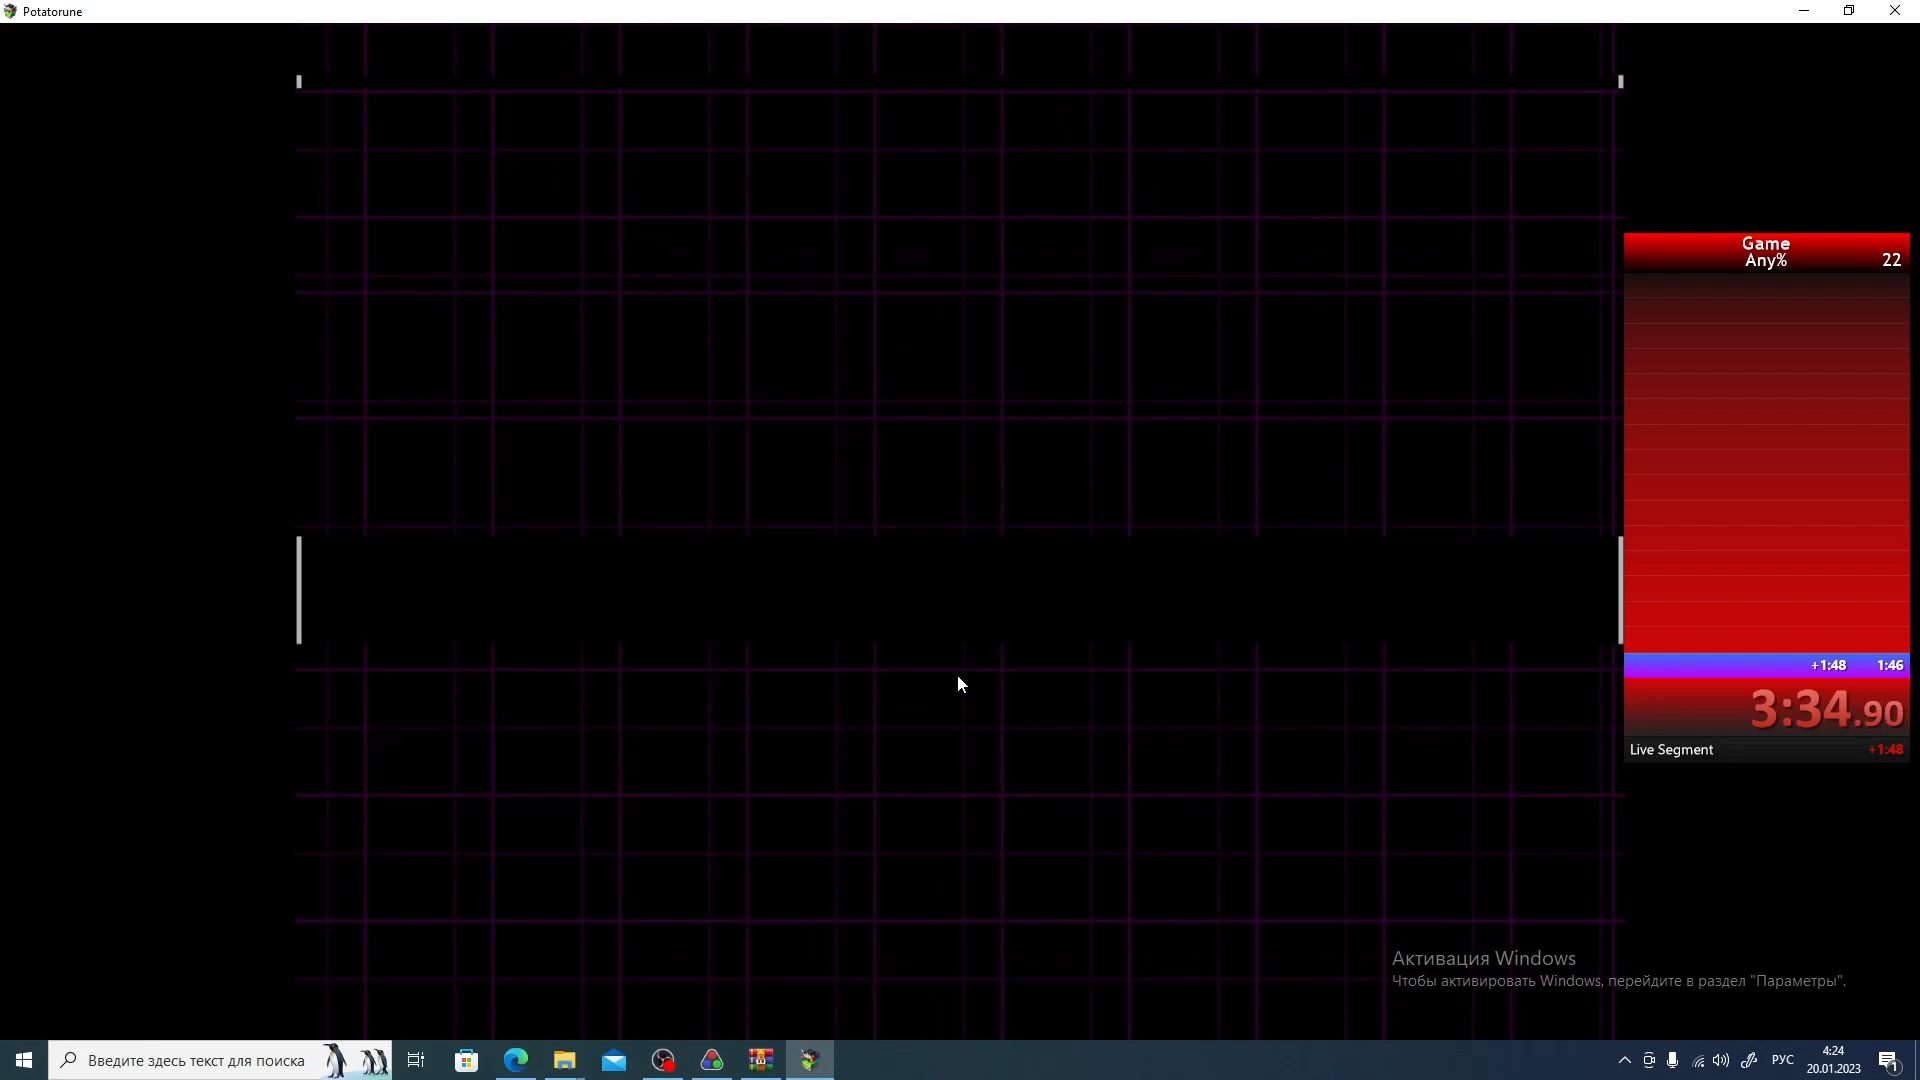 Potatorune
Game
Any% 22
+1:48 1:46
3:34.90
Live Segment +1:48
Активация Windows
Чтобы активировать Windows, перейдите в раздел "Параметры".
Введите здесь текст для поиска
РУС
4:24
20.01.2023
1